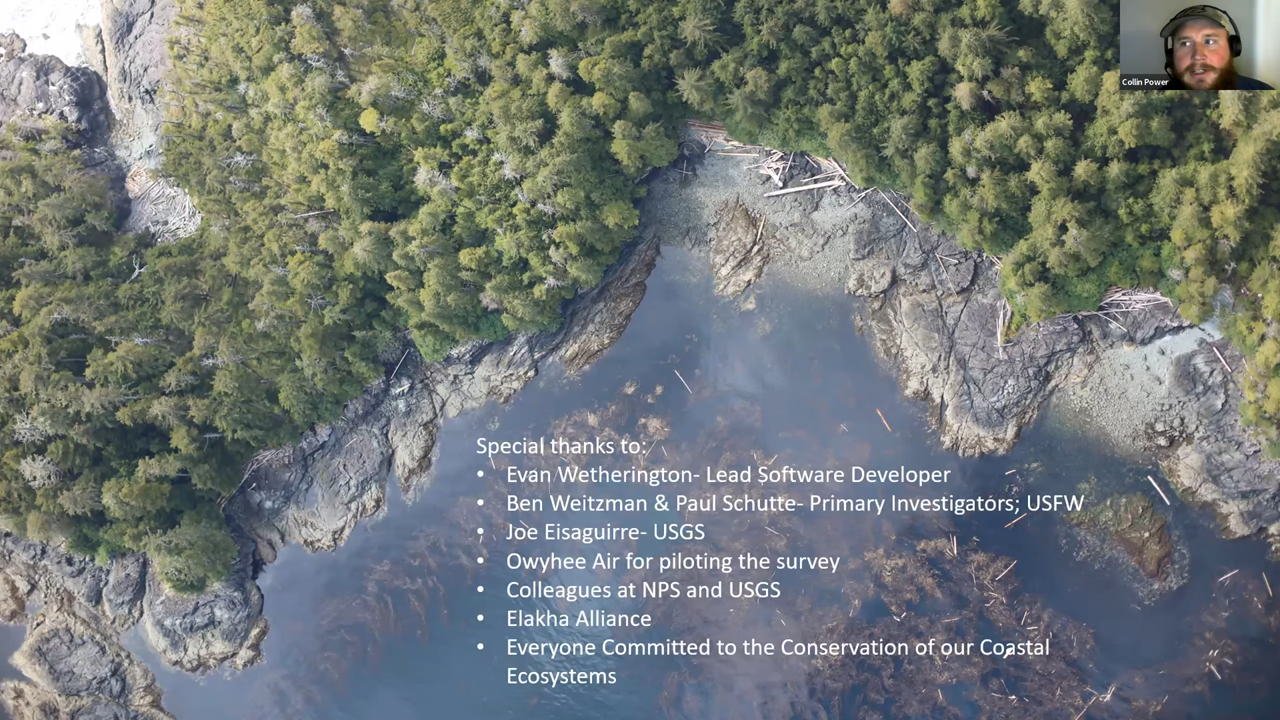 Collin Power
Special thanks to:
• Evan Wetherington- Lead Software Developer
• Ben Weitzman & Paul Schutte- Primary Investigators; USFW
• Joe Eisaguirre- USGS
• Owyhee Air for piloting the survey
• Colleagues at NPS and USGS
• Elakha Alliance
• Everyone Committed to the Conservation of our Coastal
Ecosystems